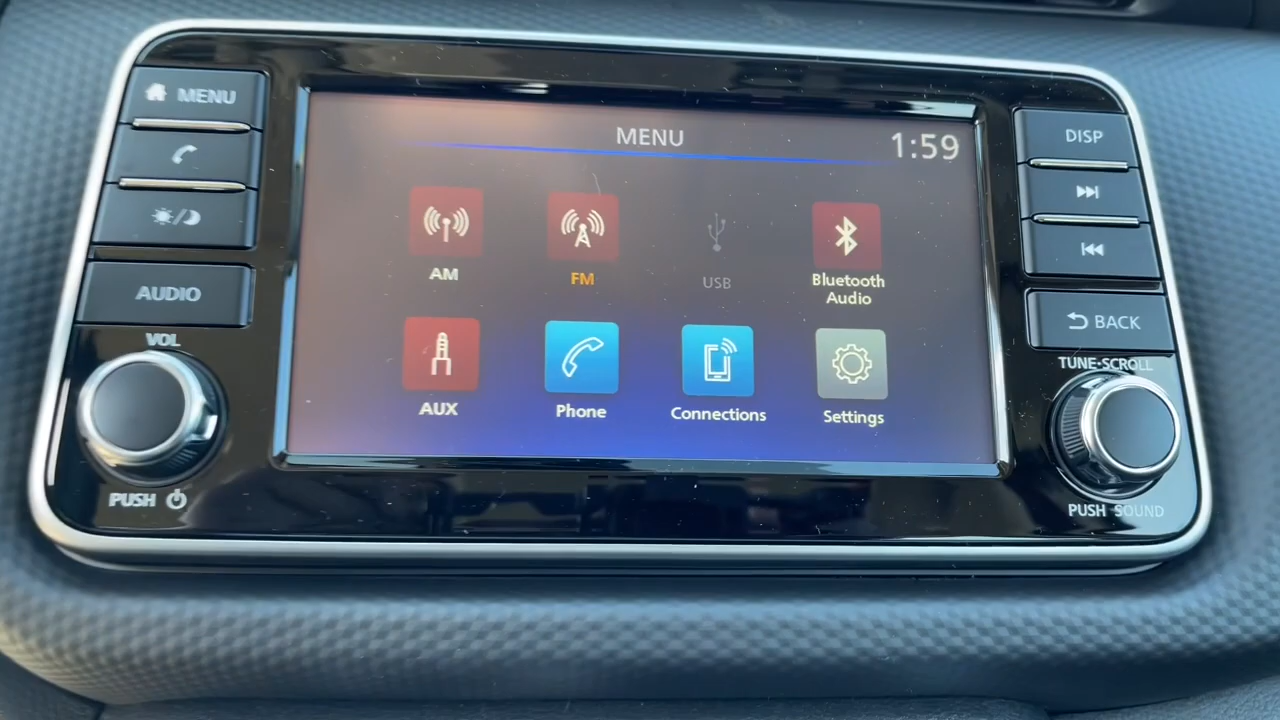 MENU
AUDIO
VOL
PUSH
MENU
1:59
AM
FM
USB
Bluetooth
Audio
AUX
Phone
Connections
Settings
DISP
BACK
TUNE·SCROLL
PUSH SOUND